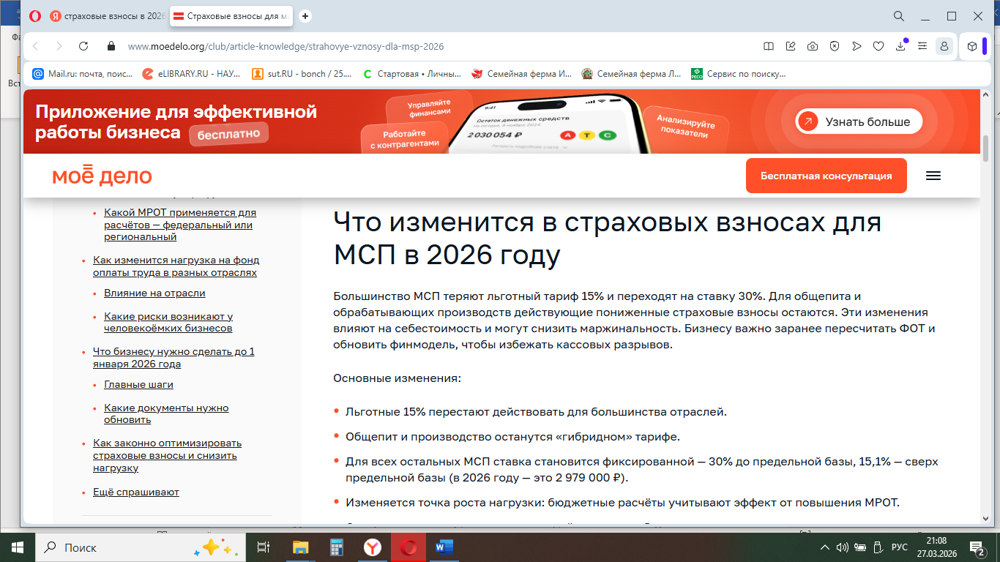 страховые взносы в 2026
Страховые взносы для м
www.moedelo.org/club/article-knowledge/strahovye-vznosy-dla-msp-2026
Mail.ru: почта, поис...
eLIBRARY.RU - НАУ...
sut.RU - bonch / 25....
Стартовая • Личны...
Семейная ферма И...
Семейная ферма Л...
Сервис по поиску...
Приложение для эффективной
работы бизнеса бесплатно
Управляйте
финансами
Работайте
с контрагентами
9:41
Остаток денежных средств
на сегодня, 9 ноября 2024
2 030 054 ₽
А Т С
Анализируйте
показатели
Узнать больше
моё дело
Бесплатная консультация
Какой МРОТ применяется для
расчётов — федеральный или
региональный
Как изменится нагрузка на фонд
оплаты труда в разных отраслях
Влияние на отрасли
Какие риски возникают у
человекоёмких бизнесов
Что бизнесу нужно сделать до 1
января 2026 года
Главные шаги
Какие документы нужно
обновить
Как законно оптимизировать
страховые взносы и снизить
нагрузку
Ещё спрашивают
Что изменится в страховых взносах для
МСП в 2026 году
Большинство МСП теряют льготный тариф 15% и переходят на ставку 30%. Для общепита и
обрабатывающих производств действующие пониженные страховые взносы остаются. Эти изменения
влияют на себестоимость и могут снизить маржинальность. Бизнесу важно заранее пересчитать ФОТ и
обновить финмодель, чтобы избежать кассовых разрывов.
Основные изменения:
Льготные 15% перестают действовать для большинства отраслей.
Общепит и производство останутся «гибридном» тарифе.
Для всех остальных МСП ставка становится фиксированной — 30% до предельной базы, 15,1% — сверх
предельной базы (в 2026 году — это 2 979 000 ₽).
Изменяется точка роста нагрузки: бюджетные расчёты учитывают эффект от повышения МРОТ.
Поиск
РУС
21:08
27.03.2026
2